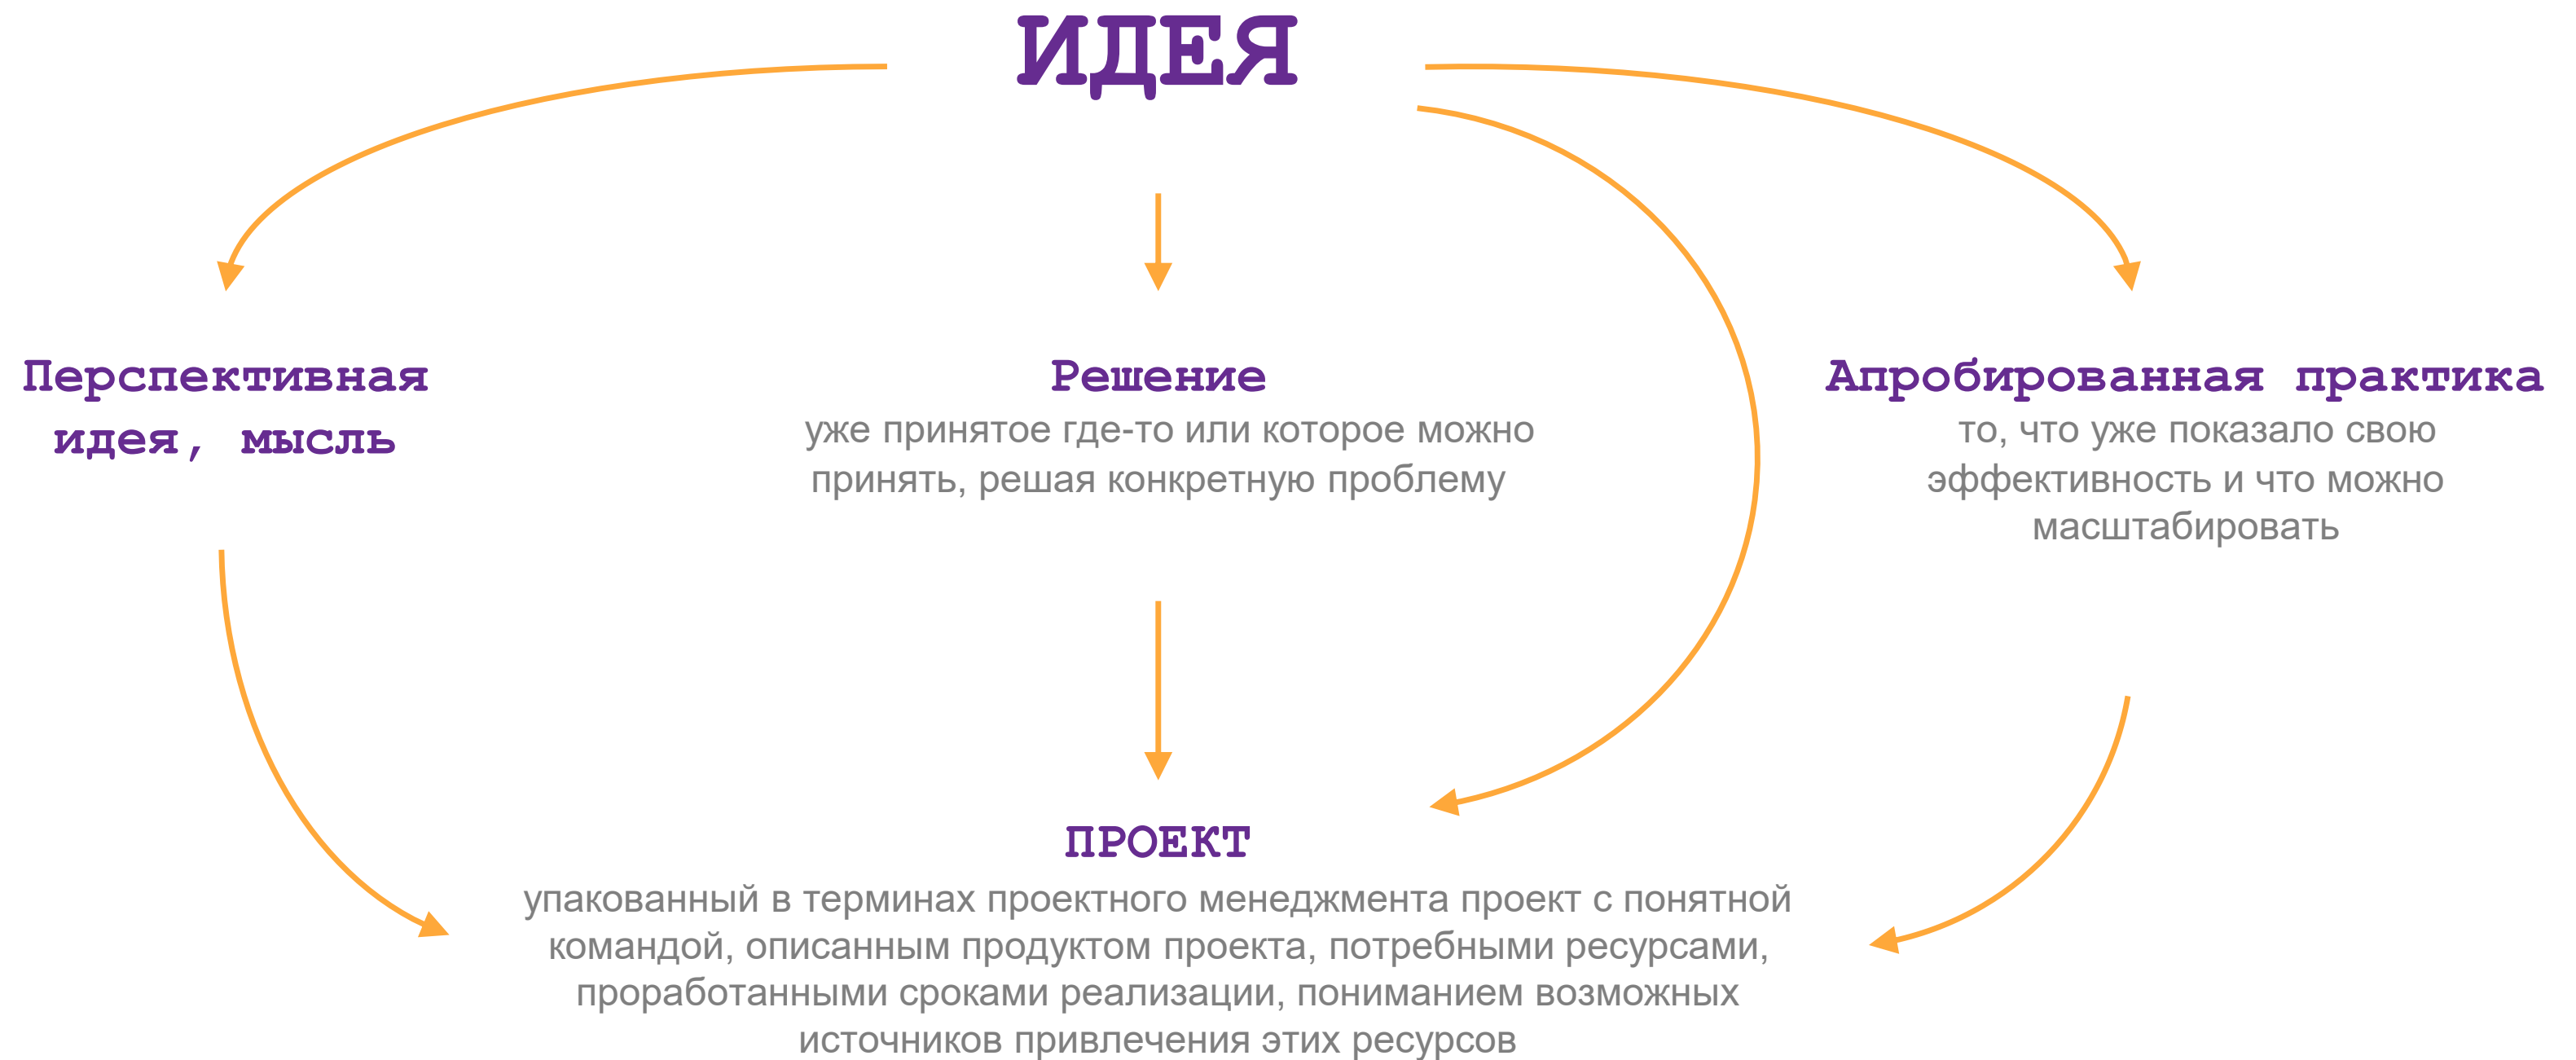 ИДЕЯ
Перспективная
идея, мысль
Решение
уже принятое где-то или которое можно
принять, решая конкретную проблему
Апробированная практика
то, что уже показало свою
эффективность и что можно
масштабировать
ПРОЕКТ
упакованный в терминах проектного менеджмента проект с понятной
командой, описанным продуктом проекта, потребными ресурсами,
проработанными сроками реализации, пониманием возможных
источников привлечения этих ресурсов